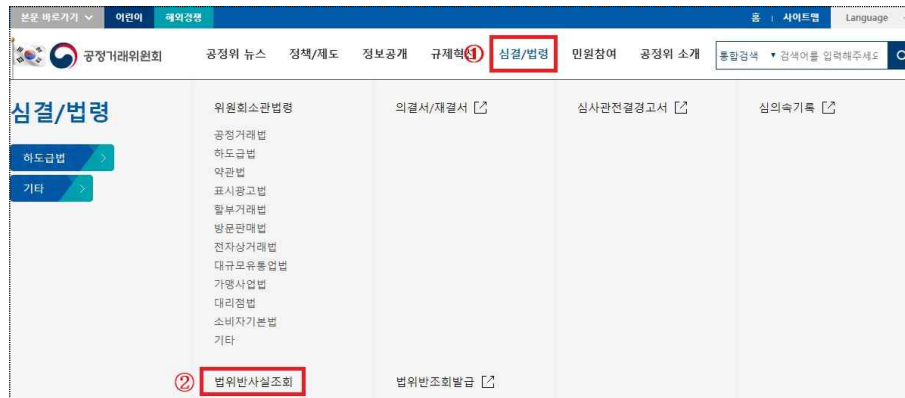 본문 바로가기 어린이 해외경쟁 홈 사이트맵 Language
공정거래위원회 공정위 뉴스 정책/제도 정보공개 규제혁신 ① 심결/법령 민원참여 공정위 소개 통합검색 검색어를 입력해주세요
심결/법령
하도급법
기타
위원회소관법령
공정거래법
하도급법
약관법
표시광고법
할부거래법
방문판매법
전자상거래법
대규모유통업법
가맹사업법
대리점법
소비자기본법
기타
② 법위반사실조회
의결서/재결서
법위반조회발급
심사관전결경고서
심의속기록